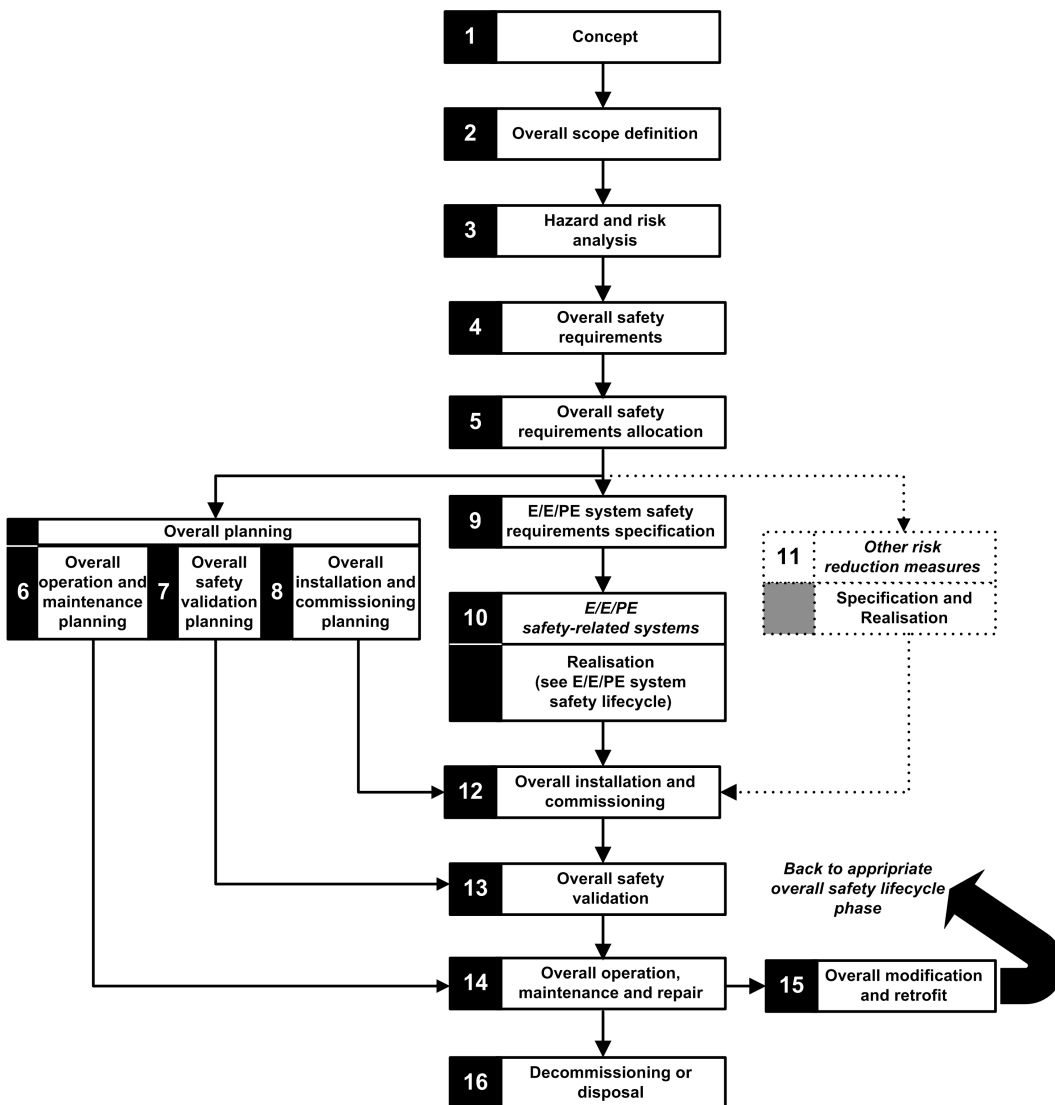 1
Concept
2
Overall scope definition
3
Hazard and risk
analysis
4
Overall safety
requirements
5
Overall safety
requirements allocation
Overall planning
6
Overall
operation and
maintenance
planning
7
Overall
safety
validation
planning
8
Overall
installation and
commissioning
planning
9
E/E/PE system safety
requirements specification
10
E/E/PE
safety-related systems
Realisation
(see E/E/PE system
safety lifecycle)
11
Other risk
reduction measures
Specification and
Realisation
12
Overall installation and
commissioning
13
Overall safety
validation
Back to appripriate
overall safety lifecycle
phase
14
Overall operation,
maintenance and repair
15
Overall modification
and retrofit
16
Decommissioning or
disposal